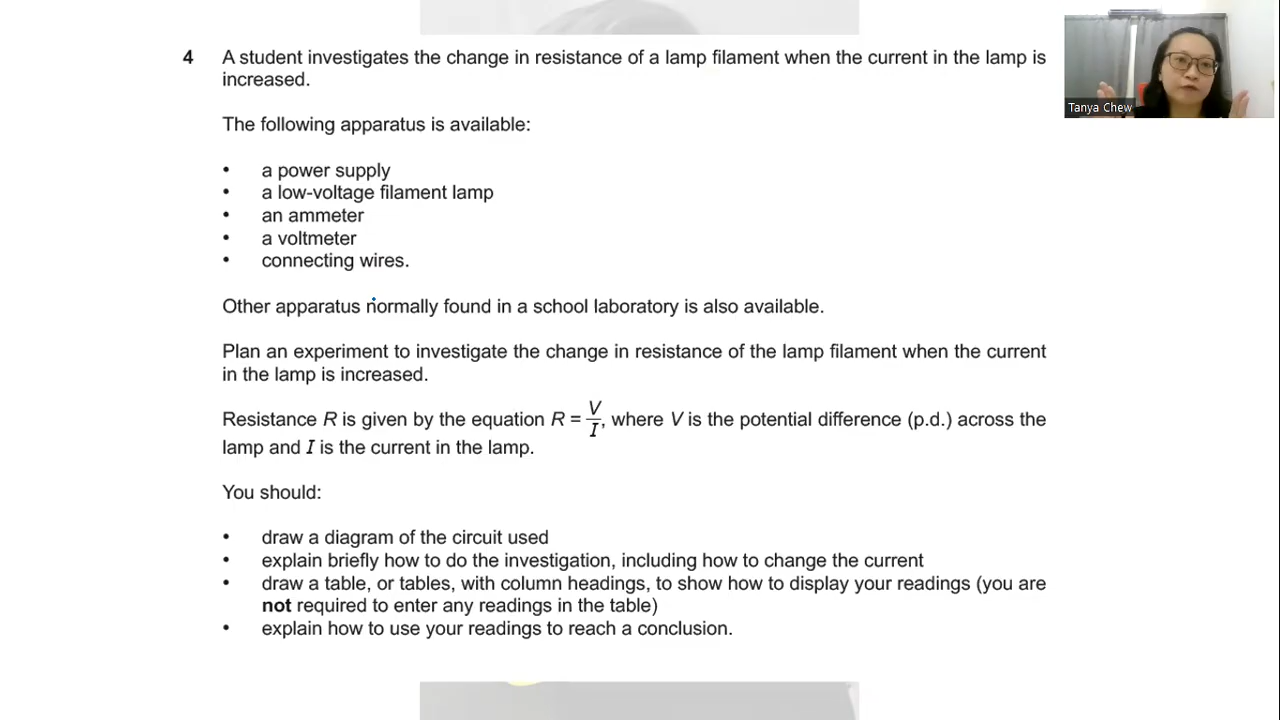 4 A student investigates the change in resistance of a lamp filament when the current in the lamp is
increased.
The following apparatus is available:
• a power supply
• a low-voltage filament lamp
• an ammeter
• a voltmeter
• connecting wires.
Other apparatus normally found in a school laboratory is also available.
Plan an experiment to investigate the change in resistance of the lamp filament when the current
in the lamp is increased.
Resistance R is given by the equation R = V/I, where V is the potential difference (p.d.) across the
lamp and I is the current in the lamp.
You should:
• draw a diagram of the circuit used
• explain briefly how to do the investigation, including how to change the current
• draw a table, or tables, with column headings, to show how to display your readings (you are
not required to enter any readings in the table)
• explain how to use your readings to reach a conclusion.
Tanya Chew